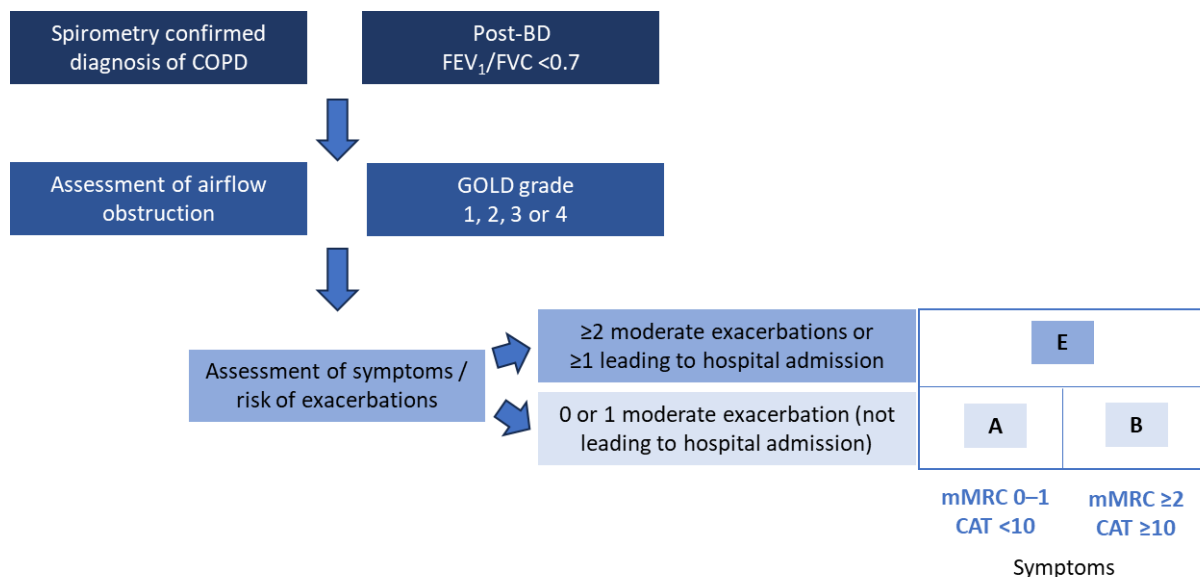 Spirometry confirmed
diagnosis of COPD
Post-BD
FEV₁/FVC <0.7
Assessment of airflow
obstruction
GOLD grade
1, 2, 3 or 4
Assessment of symptoms /
risk of exacerbations
≥2 moderate exacerbations or
≥1 leading to hospital admission
0 or 1 moderate exacerbation (not
leading to hospital admission)
E
A
B
mMRC 0–1
CAT <10
mMRC ≥2
CAT ≥10
Symptoms